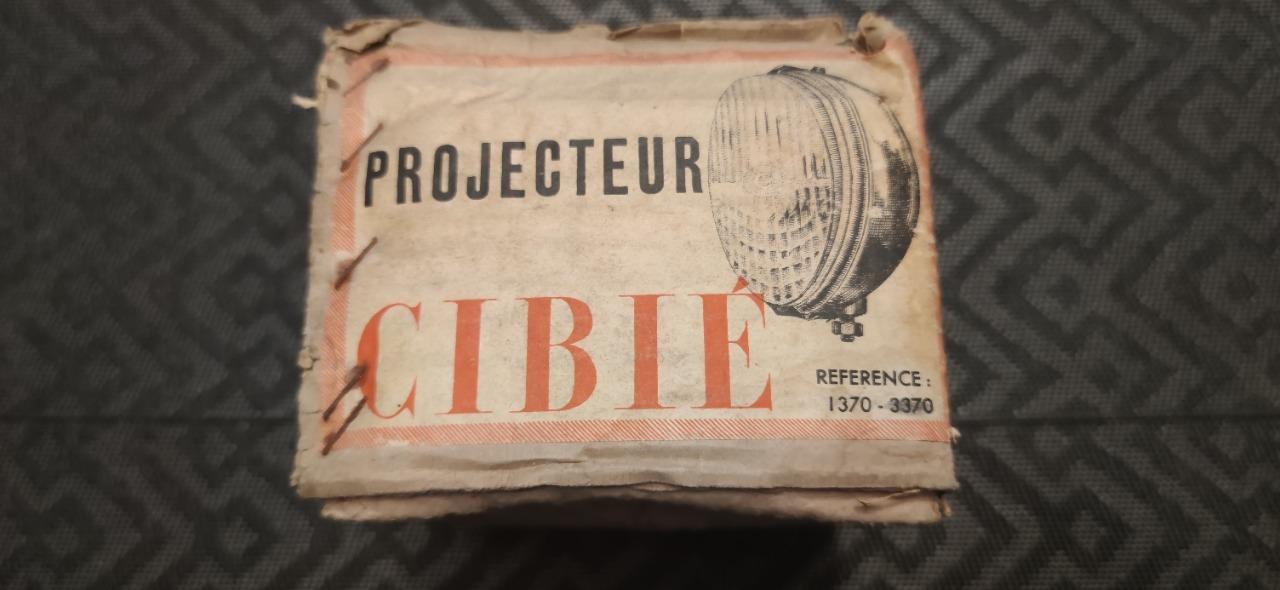 PROJECTEUR
CIBIÉ
REFERENCE :
1370 - 3370